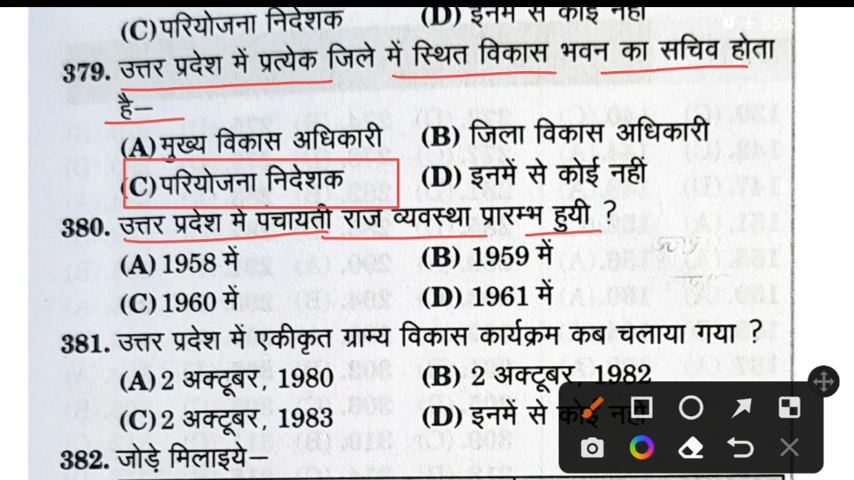 (C) परियोजना निदेशक (D) इनमें से कोई नहीं
379. उत्तर प्रदेश में प्रत्येक जिले में स्थित विकास भवन का सचिव होता
है–
(A) मुख्य विकास अधिकारी (B) जिला विकास अधिकारी
(C) परियोजना निदेशक (D) इनमें से कोई नहीं
380. उत्तर प्रदेश में पंचायती राज व्यवस्था प्रारम्भ हुयी ?
(A) 1958 में (B) 1959 में
(C) 1960 में (D) 1961 में
381. उत्तर प्रदेश में एकीकृत ग्राम्य विकास कार्यक्रम कब चलाया गया ?
(A) 2 अक्टूबर, 1980 (B) 2 अक्टूबर, 1982
(C) 2 अक्टूबर, 1983 (D) इनमें से कोई नहीं
382. जोड़े मिलाइये–